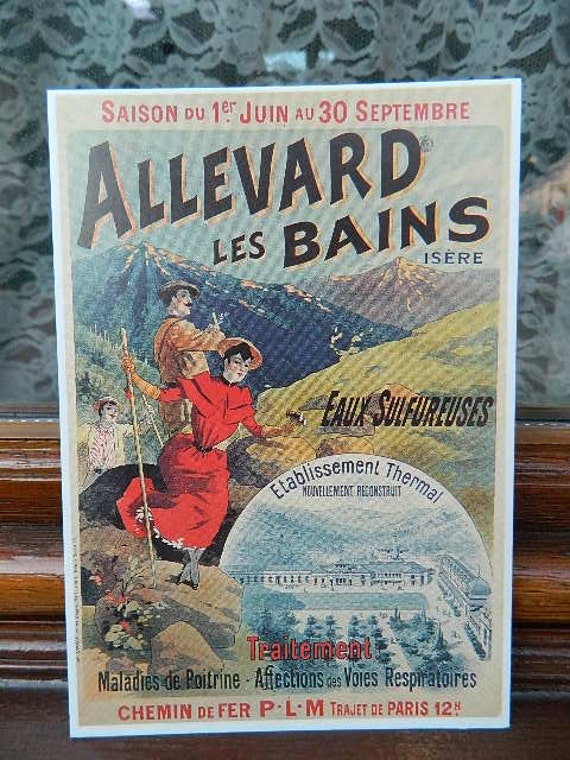 SAISON DU 1er JUIN AU 30 SEPTEMBRE
ALLEVARD
LES BAINS
ISÈRE
EAUX SULFUREUSES
Etablissement Thermal
NOUVELLEMENT RECONSTRUIT
Traitement:
Maladies de Poitrine - Affections des Voies Respiratoires
CHEMIN DE FER P·L·M TRAJET DE PARIS 12H